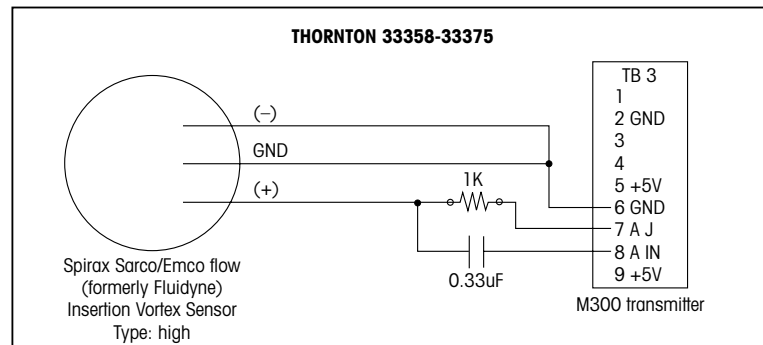 THORNTON 33358-33375
(–)
GND
(+)
1K
0.33uF
Spirax Sarco/Emco flow
(formerly Fluidyne)
Insertion Vortex Sensor
Type: high
TB 3
1
2 GND
3
4
5 +5V
6 GND
7 A J
8 A IN
9 +5V
M300 transmitter